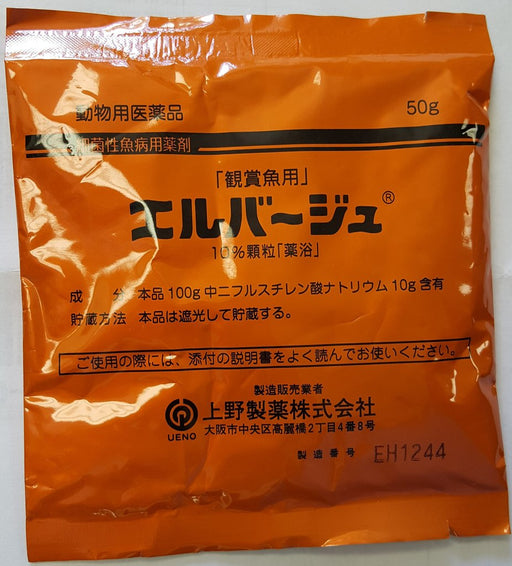 動物用医薬品
50g
細菌性魚病用薬剤
「観賞魚用」
エルバージュ®
10%顆粒「薬浴」
成 分 本品100g中ニフルスチレン酸ナトリウム10g含有
貯蔵方法 本品は遮光して貯蔵する。
ご使用の際には、添付の説明書をよく読んでお使いください。
製造販売業者
UENO
上野製薬株式会社
大阪市中央区高麗橋2丁目4番8号
製造番号 EH1244